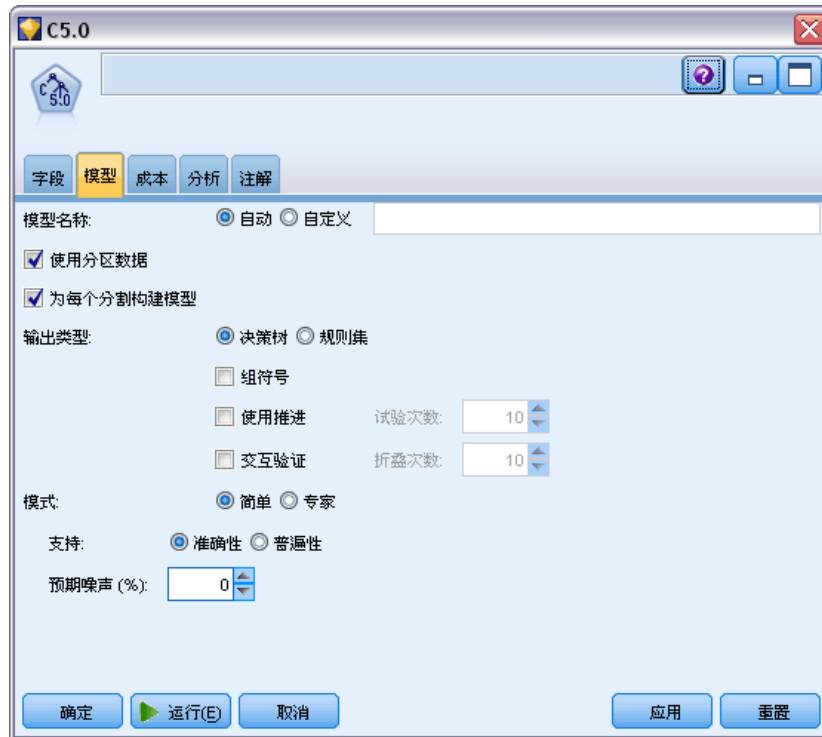 C5.0
C5.0
字段 模型 成本 分析 注解
模型名称: 自动 自定义
使用分区数据
为每个分割构建模型
输出类型: 决策树 规则集
组符号
使用推进 试验次数: 10
交互验证 折叠次数: 10
模式: 简单 专家
支持: 准确性 普遍性
预期噪声 (%): 0
确定 运行(E) 取消 应用 重置